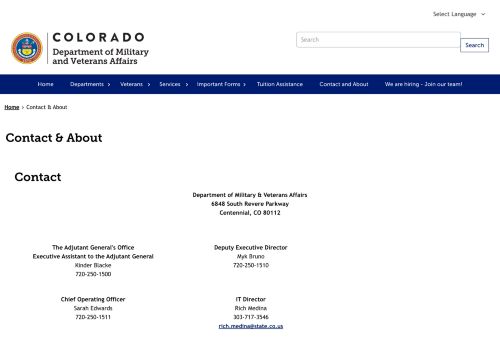 Select Language
COLORADO
Department of Military
and Veterans Affairs
Search
Search
Home Departments Veterans Services Important Forms Tuition Assistance Contact and About We are hiring - Join our team!
Home > Contact & About
Contact & About
Contact
Department of Military & Veterans Affairs
6848 South Revere Parkway
Centennial, CO 80112
The Adjutant General's Office
Executive Assistant to the Adjutant General
Kinder Blacke
720-250-1500
Deputy Executive Director
Myk Bruno
720-250-1510
Chief Operating Officer
Sarah Edwards
720-250-1511
IT Director
Rich Medina
303-717-3546
rich.medina@state.co.us